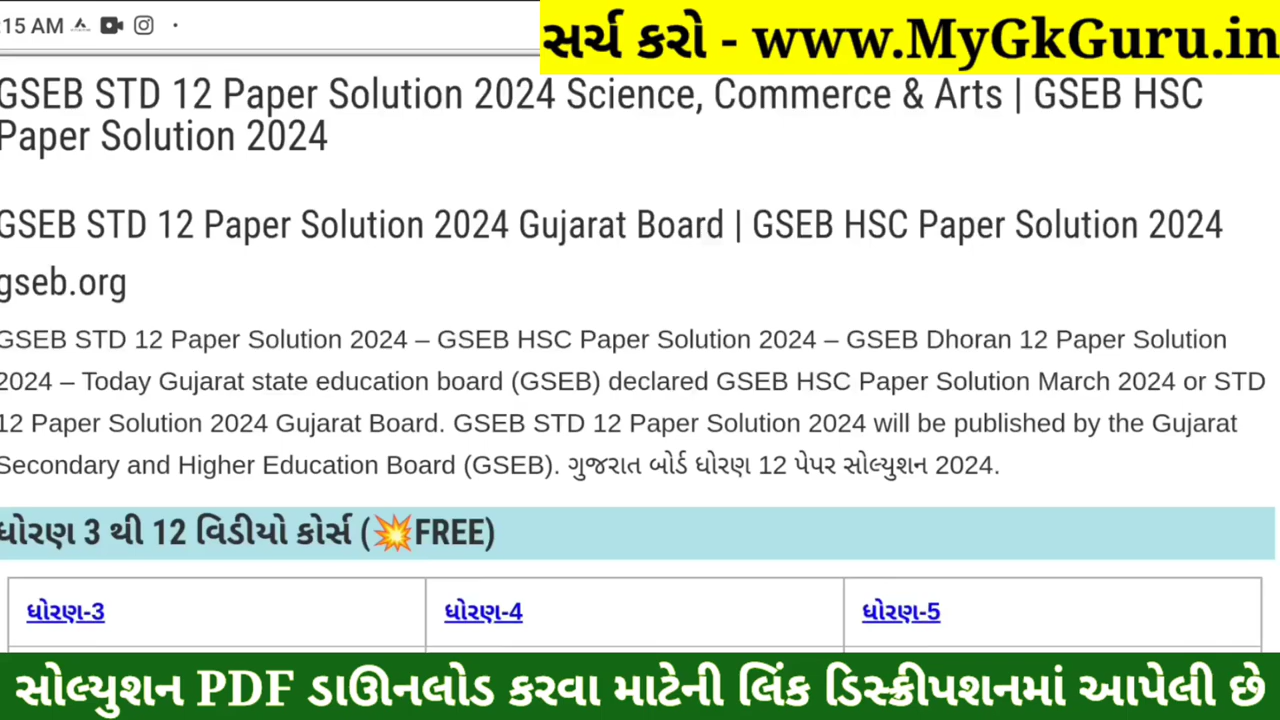 :15 AM
સર્ચ કરો - www.MyGkGuru.in
GSEB STD 12 Paper Solution 2024 Science, Commerce & Arts | GSEB HSC
Paper Solution 2024
GSEB STD 12 Paper Solution 2024 Gujarat Board | GSEB HSC Paper Solution 2024
gseb.org
GSEB STD 12 Paper Solution 2024 – GSEB HSC Paper Solution 2024 – GSEB Dhoran 12 Paper Solution
2024 – Today Gujarat state education board (GSEB) declared GSEB HSC Paper Solution March 2024 or STD
12 Paper Solution 2024 Gujarat Board. GSEB STD 12 Paper Solution 2024 will be published by the Gujarat
Secondary and Higher Education Board (GSEB). ગુજરાત બોર્ડ ધોરણ 12 પેપર સોલ્યુશન 2024.
ધોરણ 3 થી 12 વિડીયો કોર્સ (💥FREE)
ધોરણ-3 ધોરણ-4 ધોરણ-5
સોલ્યુશન PDF ડાઊનલોડ કરવા માટેની લિંક ડિસ્ક્રીપશનમાં આપેલી છે